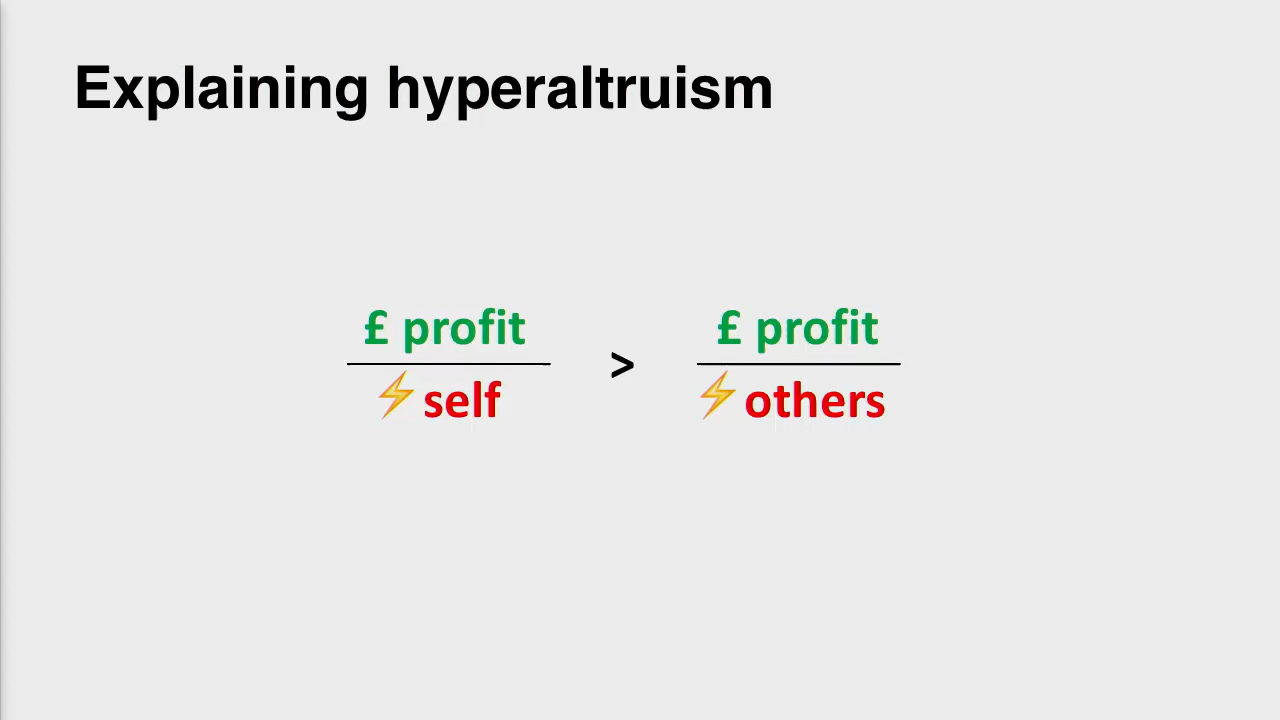 Explaining hyperaltruism
£ profit
⚡self
>
£ profit
⚡others